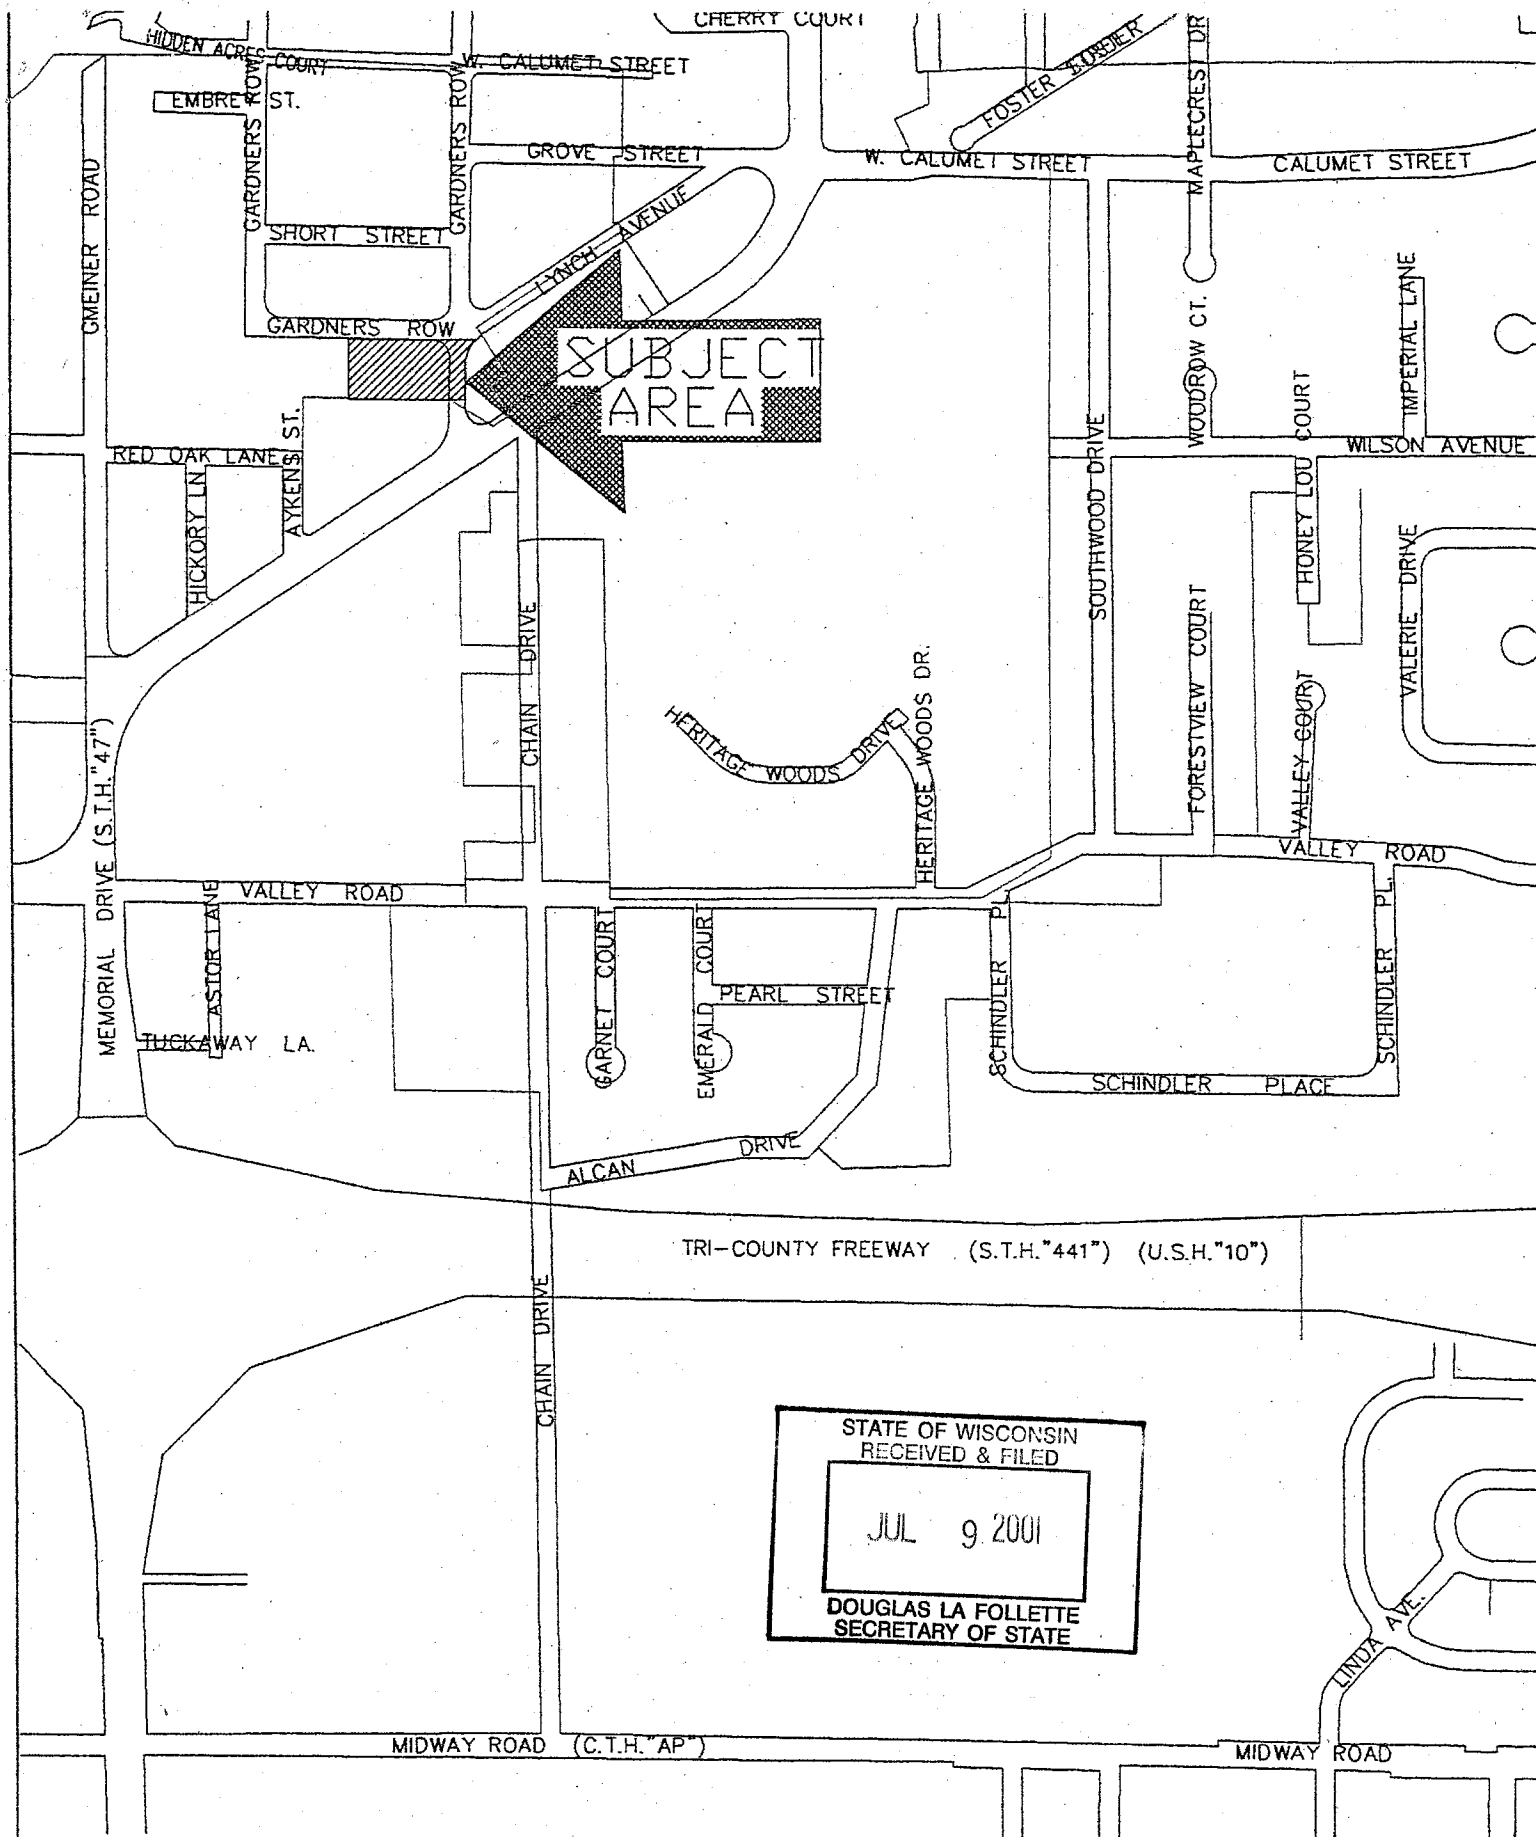 CHERRY COURT
HIDDEN ACRES COURT
W. CALUMET STREET
FOSTER
MAPLECREST DR
EMBREY ST.
GARDNERS ROW
GARDNERS ROW
GROVE STREET
W. CALUMET STREET
CALUMET STREET
GMEINER ROAD
SHORT STREET
LYNCH AVENUE
GARDNERS ROW
SUBJECT
AREA
WOODROW CT.
IMPERIAL LANE
HONEY LOU COURT
WILSON AVENUE
RED OAK LANE
HICKORY LN
AYKENS ST.
SOUTHWOOD DRIVE
CHAIN DRIVE
CHAIN DRIVE
FORESTVIEW COURT
VALERIE DRIVE
VALLEY COURT
HERITAGE WOODS DRIVE
HERITAGE WOODS DR.
MEMORIAL DRIVE (S.T.H."47")
VALLEY ROAD
VALLEY ROAD
ASTOR LANE
TUCKAWAY LA.
GARNET COURT
EMERALD COURT
PEARL STREET
SCHINDLER PL.
SCHINDLER PL.
SCHINDLER PLACE
ALCAN DRIVE
TRI-COUNTY FREEWAY (S.T.H."441") (U.S.H."10")
CHAIN DRIVE
STATE OF WISCONSIN
RECEIVED & FILED
JUL 9 2001
DOUGLAS LA FOLLETTE
SECRETARY OF STATE
LINDA AVE.
MIDWAY ROAD (C.T.H."AP")
MIDWAY ROAD